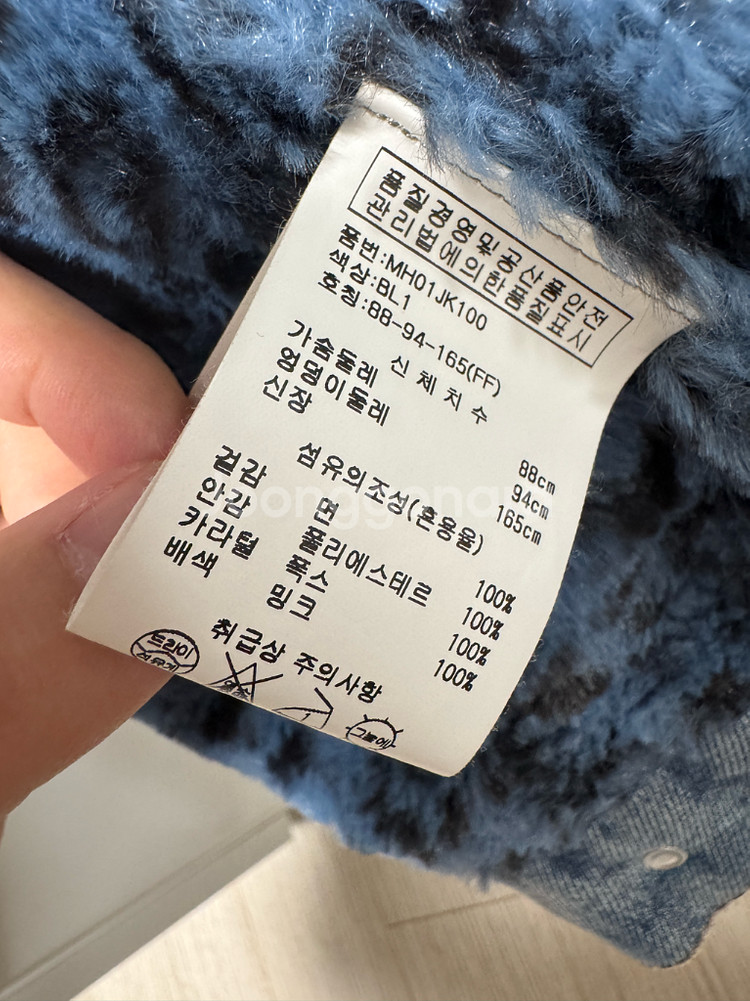 품질경영및공산품안전
관리법에의한품질표시
품번:MH01JK100
색상:BL1
호칭:88-94-165(FF)
신 체 치 수
가슴둘레 88cm
엉덩이둘레 94cm
신장 165cm
섬유의조성(혼용율)
겉감 면 100%
안감 폴리에스테르 100%
카라털 폭스 100%
배색 밍크 100%
취급상 주의사항
드라이